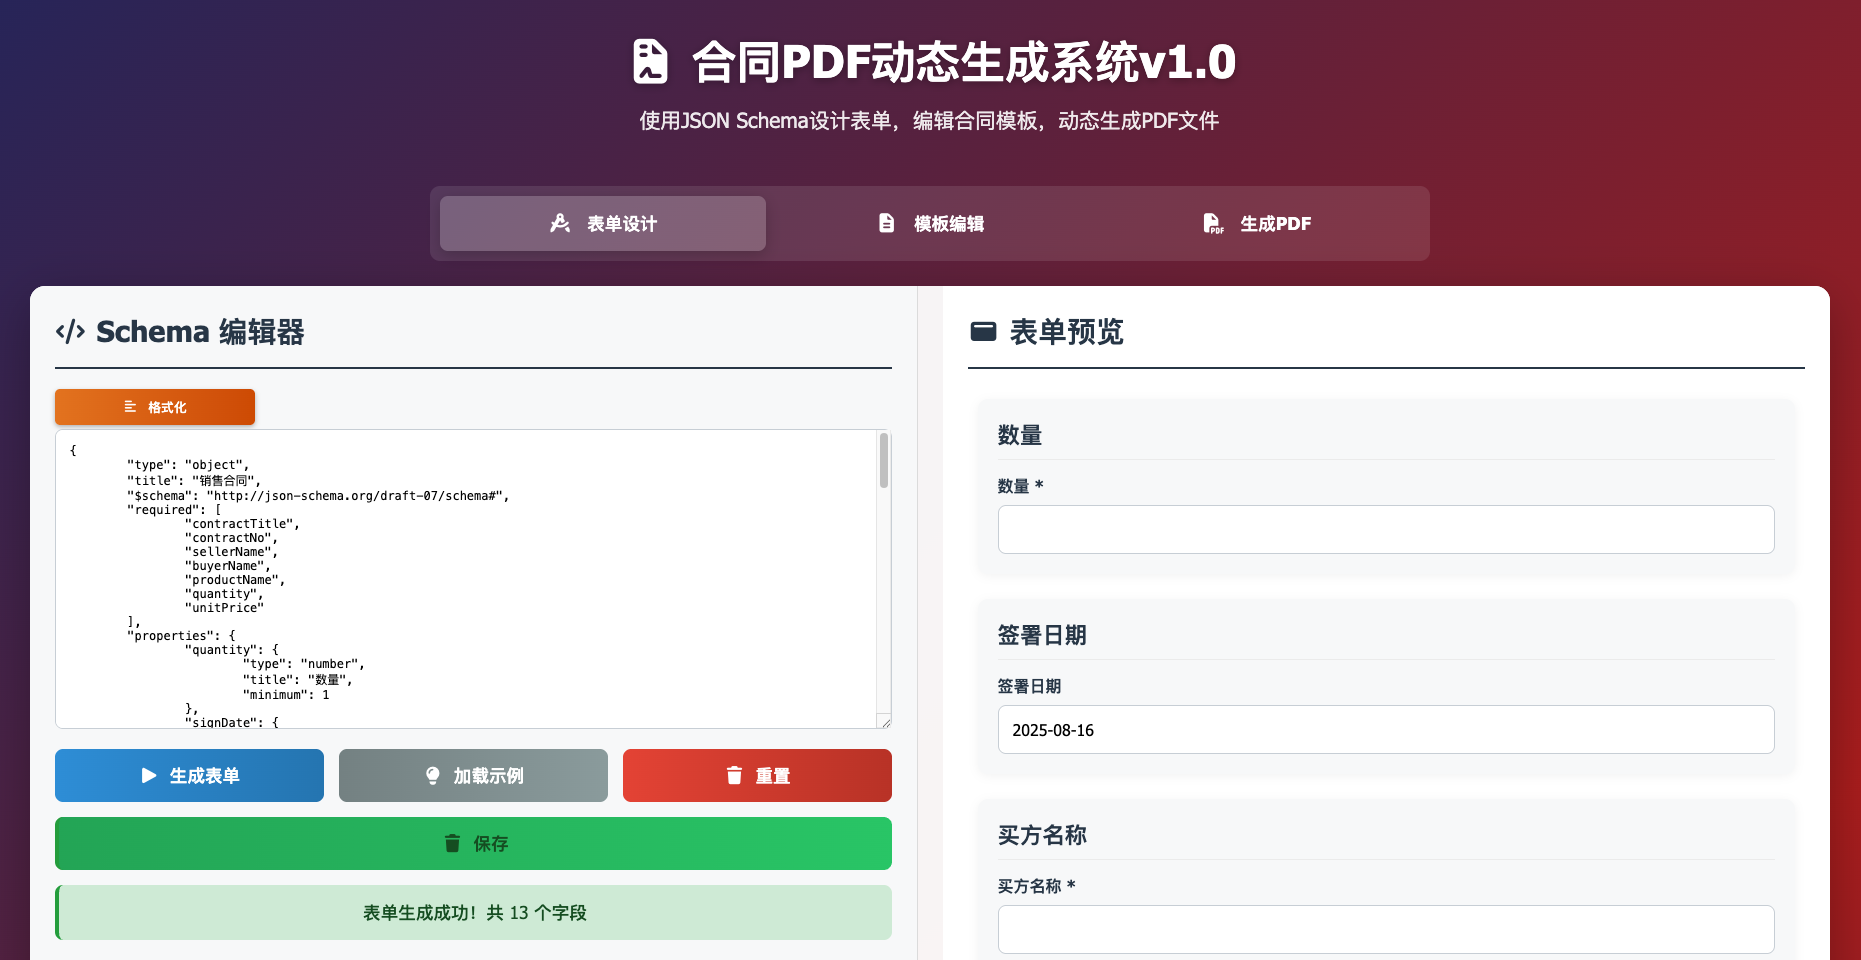 合同PDF动态生成系统v1.0
使用JSON Schema设计表单，编辑合同模板，动态生成PDF文件
表单设计
模板编辑
生成PDF
</> Schema 编辑器
格式化
{
"type": "object",
"title": "销售合同",
"$schema": "http://json-schema.org/draft-07/schema#",
"required": [
"contractTitle",
"contractNo",
"sellerName",
"buyerName",
"productName",
"quantity",
"unitPrice"
],
"properties": {
"quantity": {
"type": "number",
"title": "数量",
"minimum": 1
},
"signDate": {
生成表单
加载示例
重置
保存
表单生成成功！共 13 个字段
表单预览
数量
数量 *
签署日期
签署日期
2025-08-16
买方名称
买方名称 *